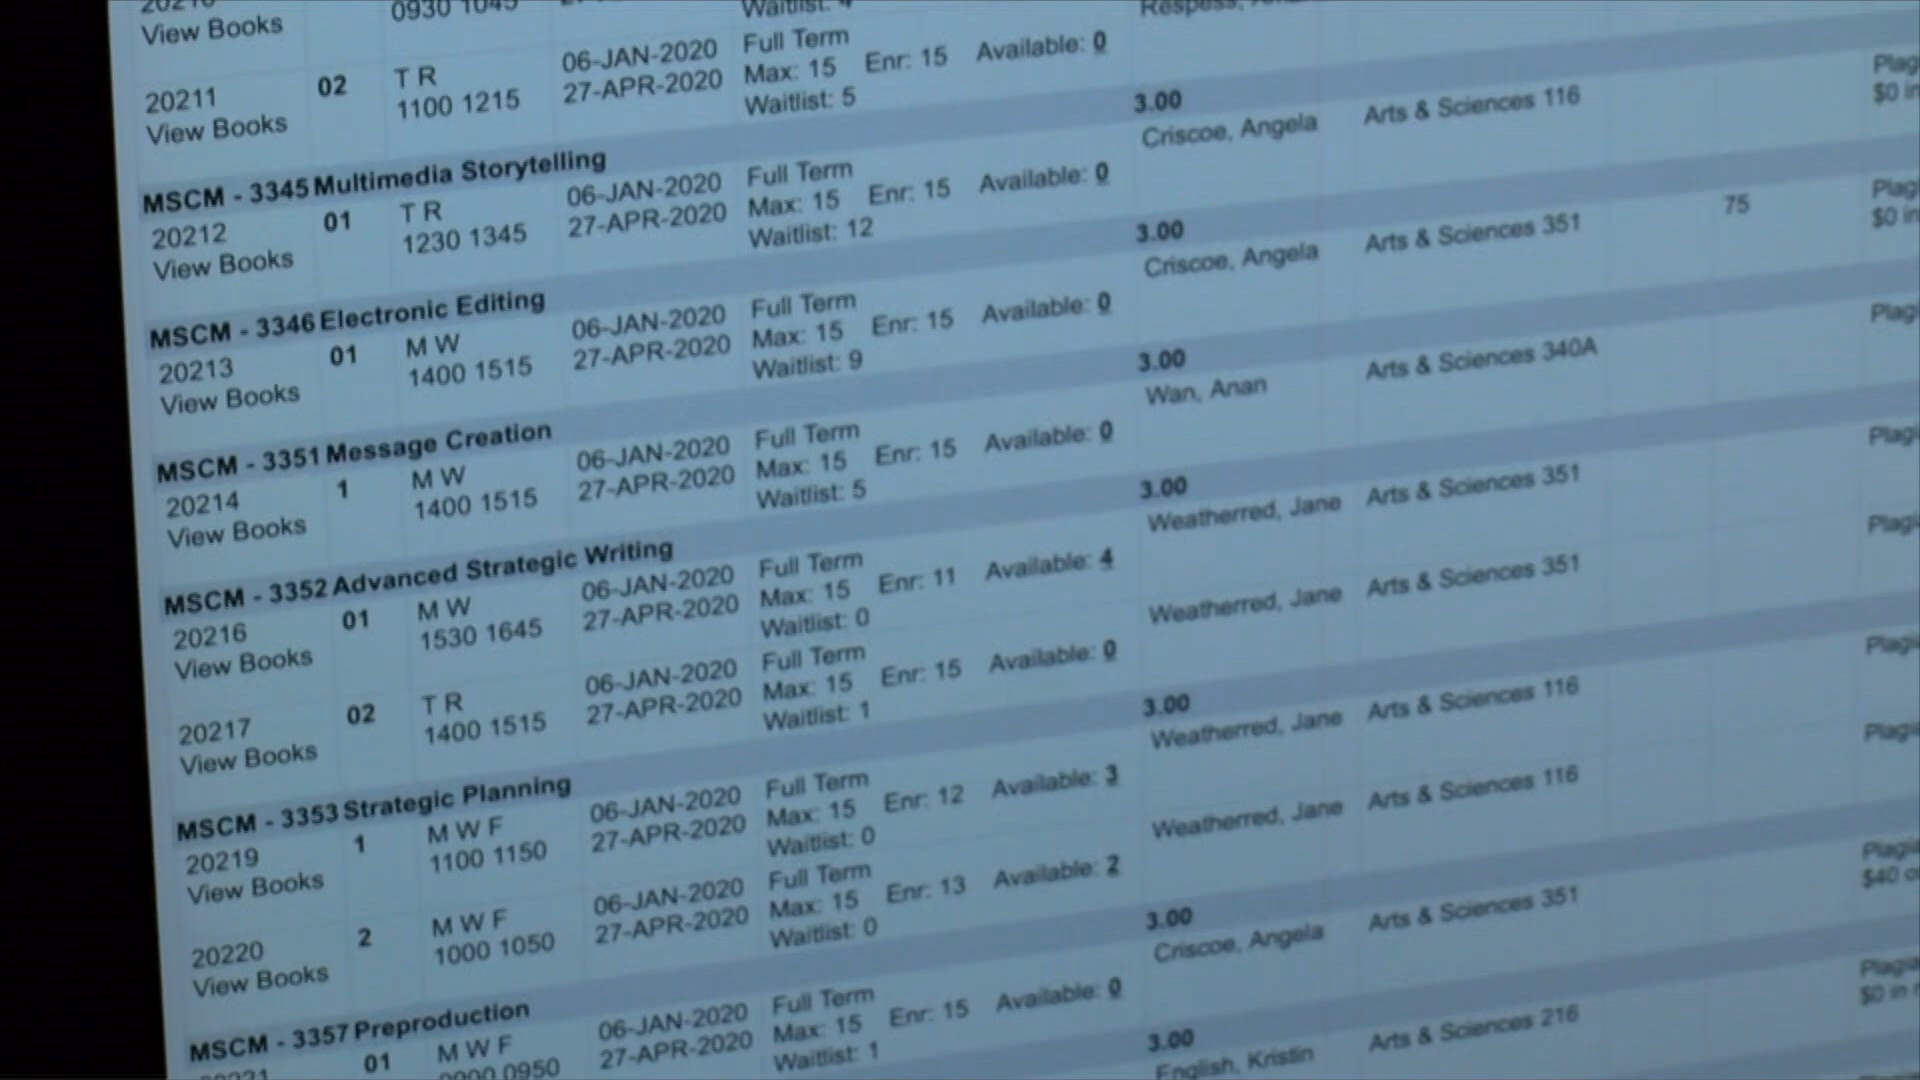 View Books 0930 1045 Waitlist: 4
20211 02 T R 06-JAN-2020 Full Term
View Books 1100 1215 27-APR-2020 Max: 15 Enr: 15 Available: 0
Waitlist: 5
MSCM - 3345 Multimedia Storytelling 3.00
20212 01 T R 06-JAN-2020 Full Term Criscoe, Angela Arts & Sciences 116
View Books 1230 1345 27-APR-2020 Max: 15 Enr: 15 Available: 0
Waitlist: 12
MSCM - 3346 Electronic Editing 3.00
20213 01 M W 06-JAN-2020 Full Term Criscoe, Angela Arts & Sciences 351 75
View Books 1400 1515 27-APR-2020 Max: 15 Enr: 15 Available: 0
Waitlist: 9
MSCM - 3351 Message Creation 3.00
20214 1 M W 06-JAN-2020 Full Term Wan, Anan Arts & Sciences 340A
View Books 1400 1515 27-APR-2020 Max: 15 Enr: 15 Available: 0
Waitlist: 5
MSCM - 3352 Advanced Strategic Writing 3.00
20216 01 M W 06-JAN-2020 Full Term Weatherred, Jane Arts & Sciences 351
View Books 1530 1645 27-APR-2020 Max: 15 Enr: 11 Available: 4
Waitlist: 0
20217 02 T R 06-JAN-2020 Full Term Weatherred, Jane Arts & Sciences 351
View Books 1400 1515 27-APR-2020 Max: 15 Enr: 15 Available: 0
Waitlist: 1
MSCM - 3353 Strategic Planning 3.00
20219 1 M W F 06-JAN-2020 Full Term Weatherred, Jane Arts & Sciences 116
View Books 1100 1150 27-APR-2020 Max: 15 Enr: 12 Available: 3
Waitlist: 0
20220 2 M W F 06-JAN-2020 Full Term Weatherred, Jane Arts & Sciences 116
View Books 1000 1050 27-APR-2020 Max: 15 Enr: 13 Available: 2
Waitlist: 0
MSCM - 3357 Preproduction 3.00
01 M W F 06-JAN-2020 Full Term Criscoe, Angela Arts & Sciences 351
0950 27-APR-2020 Max: 15 Enr: 15 Available: 0
Waitlist: 1
3.00
English, Kristin Arts & Sciences 216